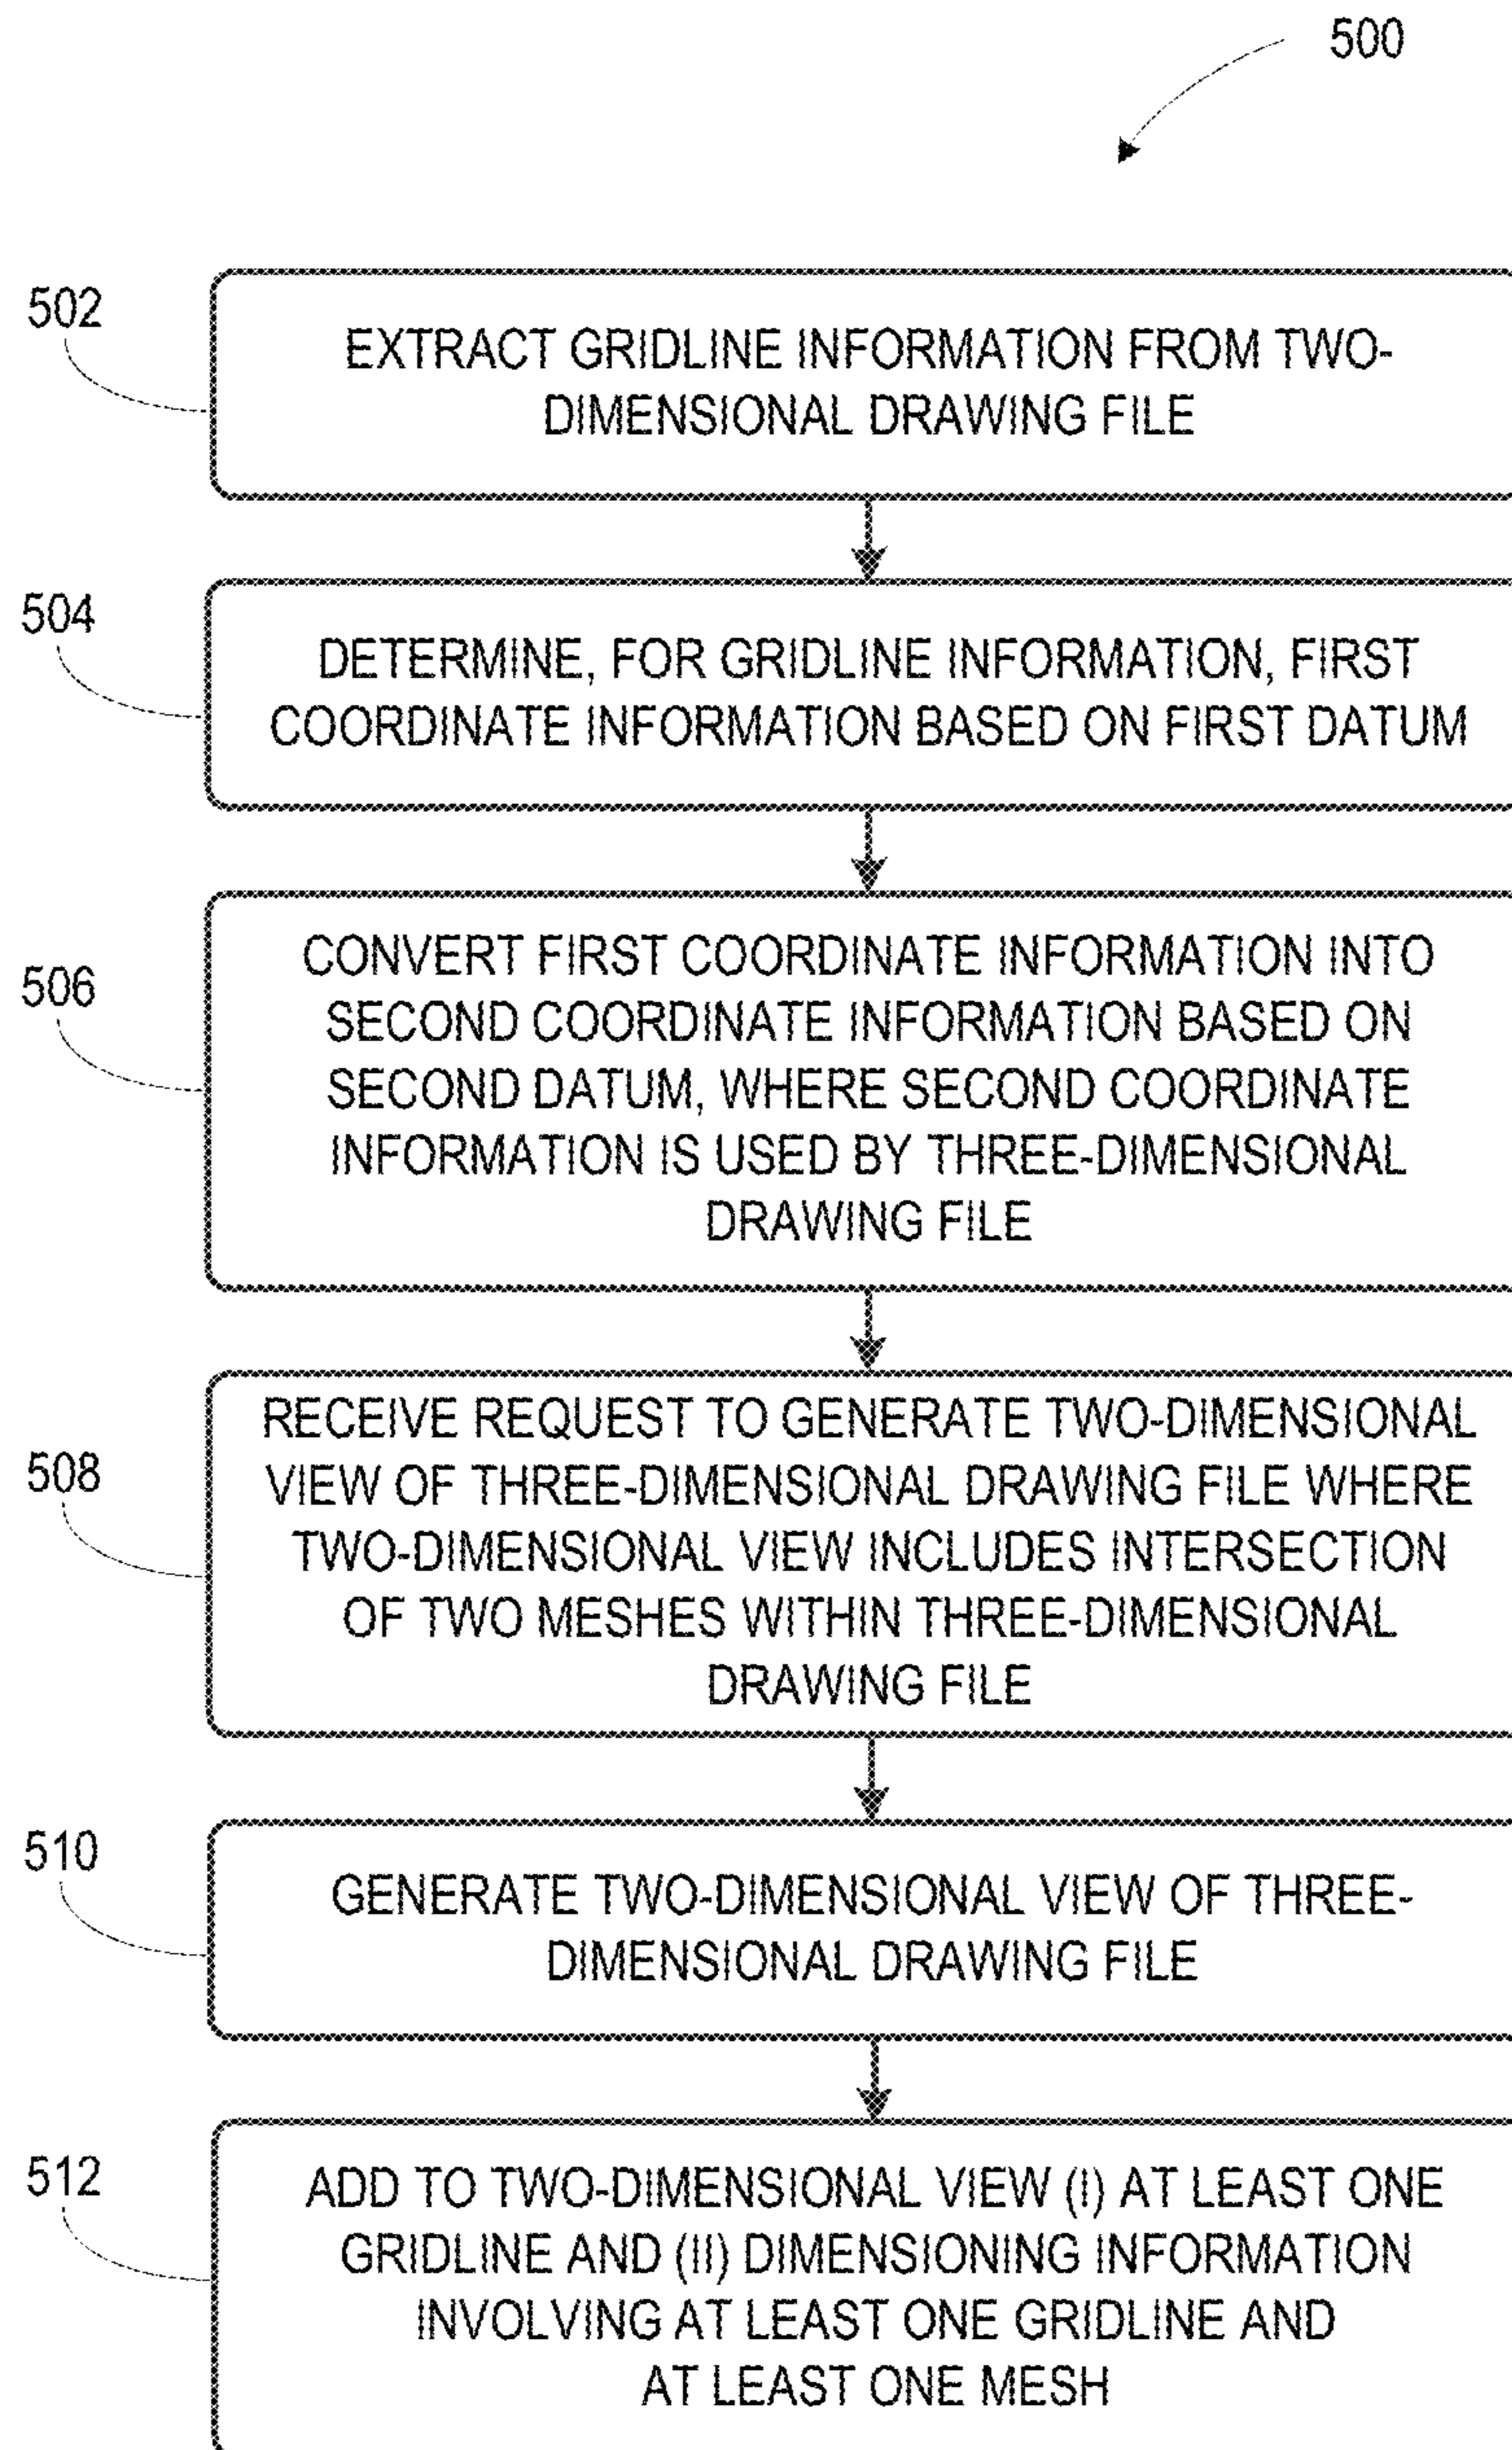 500
502
EXTRACT GRIDLINE INFORMATION FROM TWO-
DIMENSIONAL DRAWING FILE
504
DETERMINE, FOR GRIDLINE INFORMATION, FIRST
COORDINATE INFORMATION BASED ON FIRST DATUM
506
CONVERT FIRST COORDINATE INFORMATION INTO
SECOND COORDINATE INFORMATION BASED ON
SECOND DATUM, WHERE SECOND COORDINATE
INFORMATION IS USED BY THREE-DIMENSIONAL
DRAWING FILE
508
RECEIVE REQUEST TO GENERATE TWO-DIMENSIONAL
VIEW OF THREE-DIMENSIONAL DRAWING FILE WHERE
TWO-DIMENSIONAL VIEW INCLUDES INTERSECTION
OF TWO MESHES WITHIN THREE-DIMENSIONAL
DRAWING FILE
510
GENERATE TWO-DIMENSIONAL VIEW OF THREE-
DIMENSIONAL DRAWING FILE
512
ADD TO TWO-DIMENSIONAL VIEW (I) AT LEAST ONE
GRIDLINE AND (II) DIMENSIONING INFORMATION
INVOLVING AT LEAST ONE GRIDLINE AND
AT LEAST ONE MESH